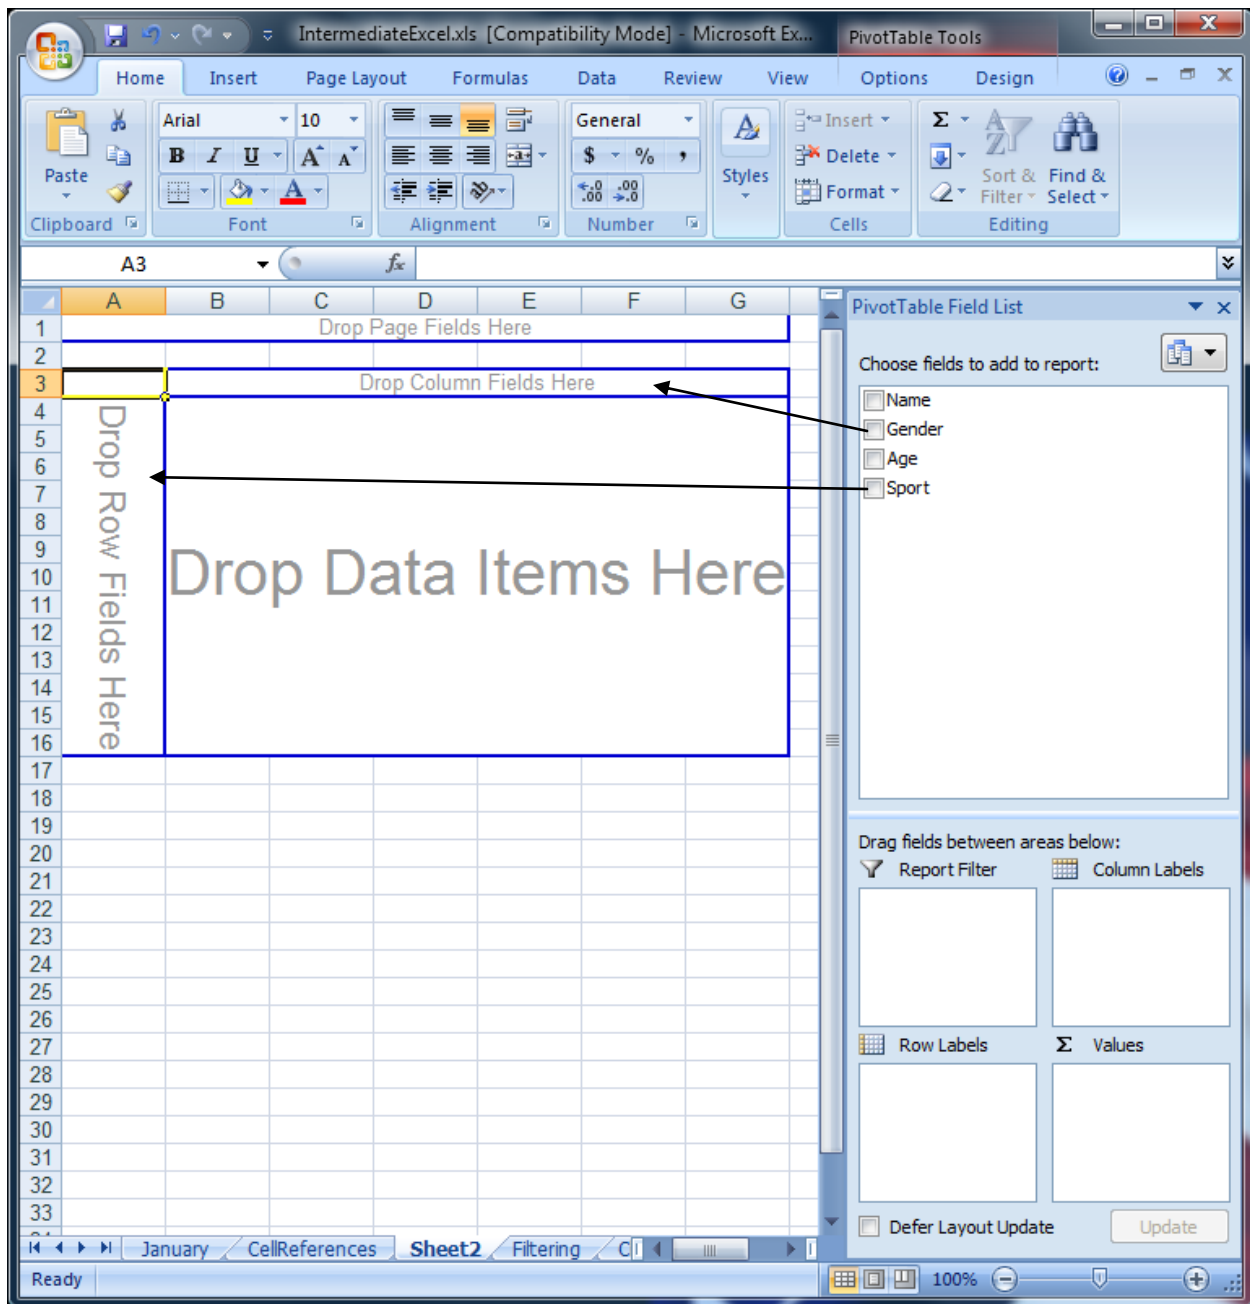 IntermediateExcel.xls [Compatibility Mode] - Microsoft Ex...
PivotTable Tools
Home Insert Page Layout Formulas Data Review View Options Design
Arial 10 General Insert Σ
B I U A A $ % , Delete
Paste Styles Sort & Find &
A .0 .00 .00 .0 Format Filter Select
Clipboard Font Alignment Number Cells Editing
A3 fx
A B C D E F G
PivotTable Field List
1 Drop Page Fields Here
2
3 Drop Column Fields Here
4
5
6
7
8
9
10
11
12
13
14
15
16
17
18
19
20
21
22
23
24
25
26
27
28
29
30
31
32
33
Drop Row Fields Here
Drop Data Items Here
Choose fields to add to report:
Name
Gender
Age
Sport
Drag fields between areas below:
Report Filter Column Labels
Row Labels Σ Values
Defer Layout Update Update
January CellReferences Sheet2 Filtering
Ready 100%